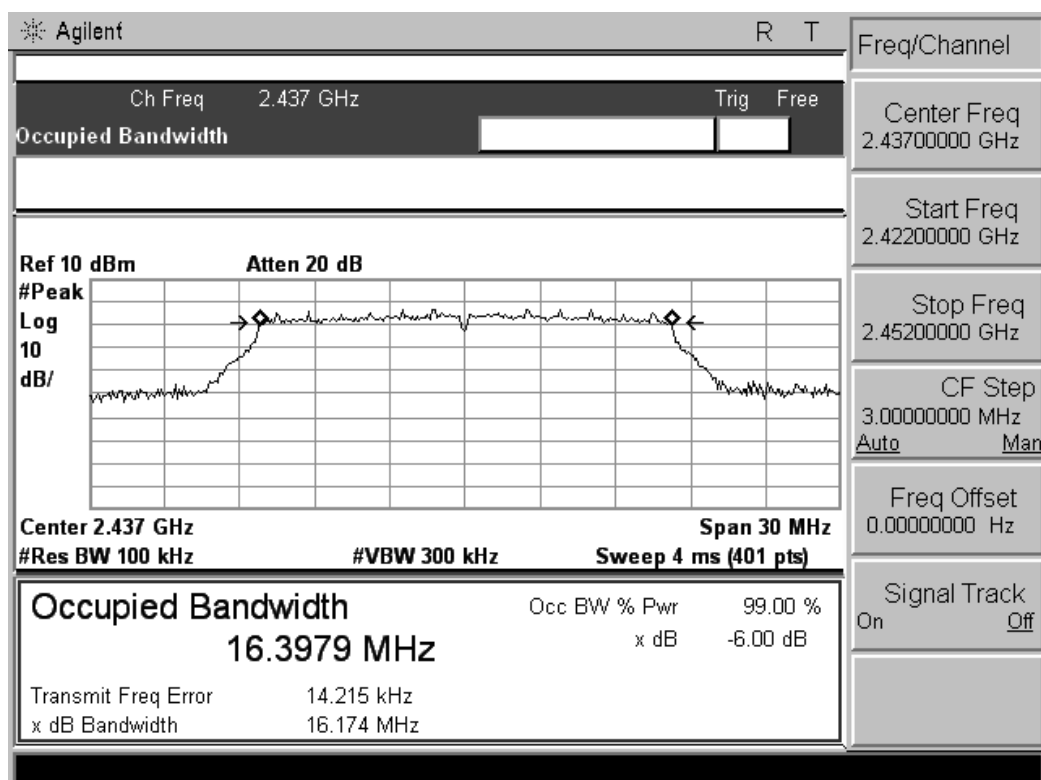 Agilent R T
Ch Freq 2.437 GHz Trig Free
Occupied Bandwidth
Ref 10 dBm Atten 20 dB
#Peak
Log
10
dB/
Center 2.437 GHz Span 30 MHz
#Res BW 100 kHz #VBW 300 kHz Sweep 4 ms (401 pts)
Occupied Bandwidth Occ BW % Pwr 99.00 %
16.3979 MHz x dB -6.00 dB
Transmit Freq Error 14.215 kHz
x dB Bandwidth 16.174 MHz
Freq/Channel
Center Freq
2.43700000 GHz
Start Freq
2.42200000 GHz
Stop Freq
2.45200000 GHz
CF Step
3.00000000 MHz
Auto Man
Freq Offset
0.00000000 Hz
Signal Track
On Off